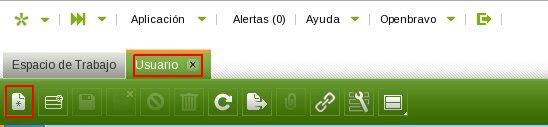 Aplicación Alertas (0) Ayuda Openbravo
Espacio de Trabajo Usuario